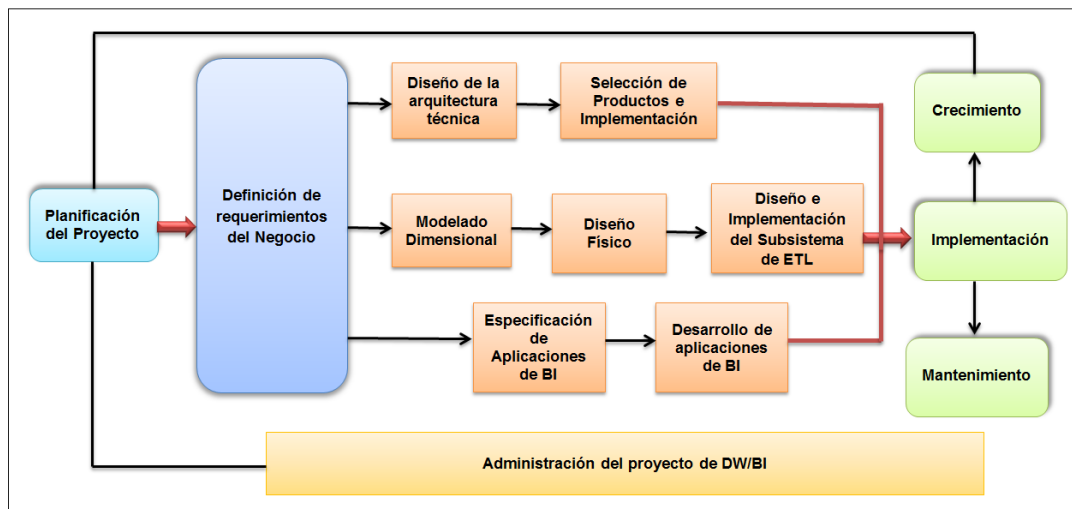 Planificación
del Proyecto
Definición de
requerimientos
del Negocio
Diseño de la
arquitectura
técnica
Selección de
Productos e
Implementación
Modelado
Dimensional
Diseño
Físico
Diseño e
Implementación
del Subsistema
de ETL
Especificación
de
Aplicaciones
de BI
Desarrollo de
aplicaciones
de BI
Crecimiento
Implementación
Mantenimiento
Administración del proyecto de DW/BI